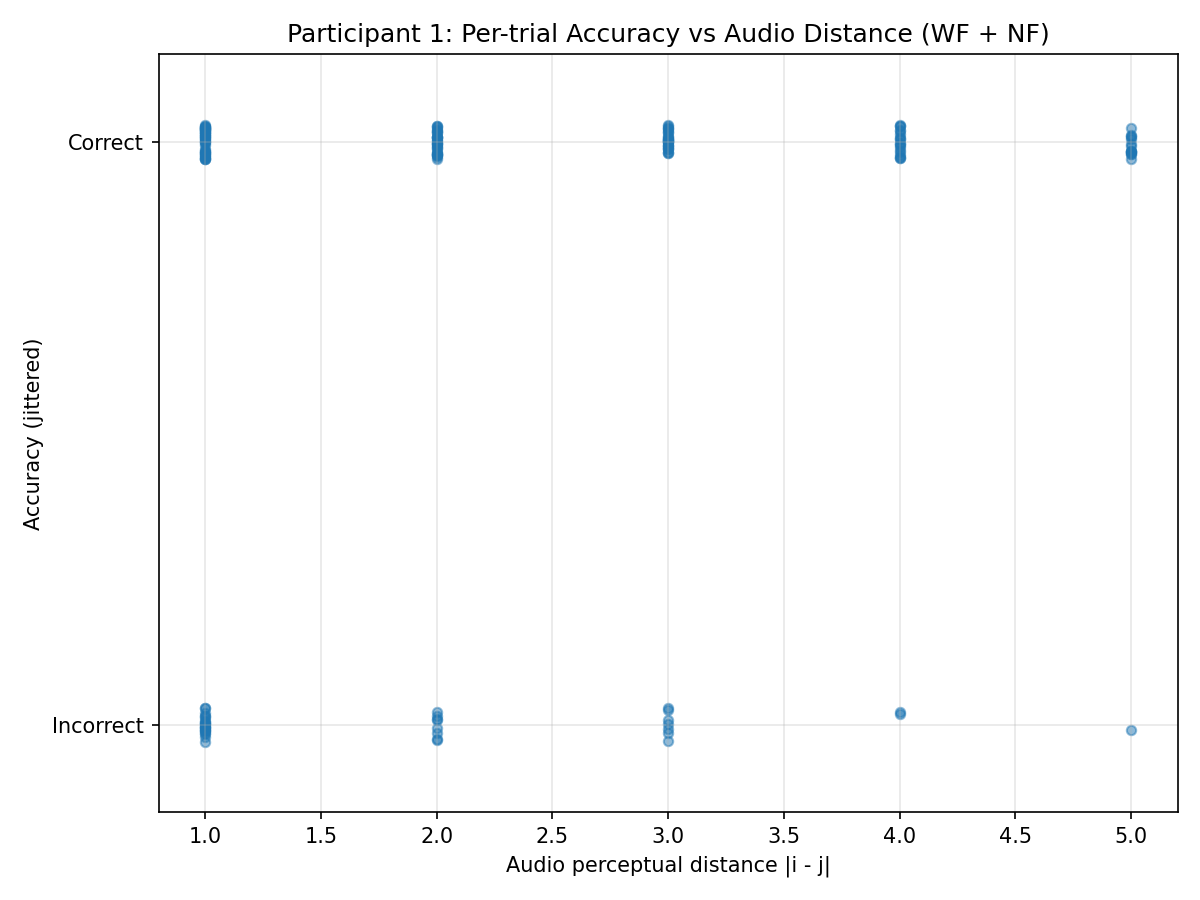 Participant 1: Per-trial Accuracy vs Audio Distance (WF + NF)
Correct
Accuracy (jittered)
Incorrect
1.0 1.5 2.0 2.5 3.0 3.5 4.0 4.5 5.0
Audio perceptual distance |i - j|